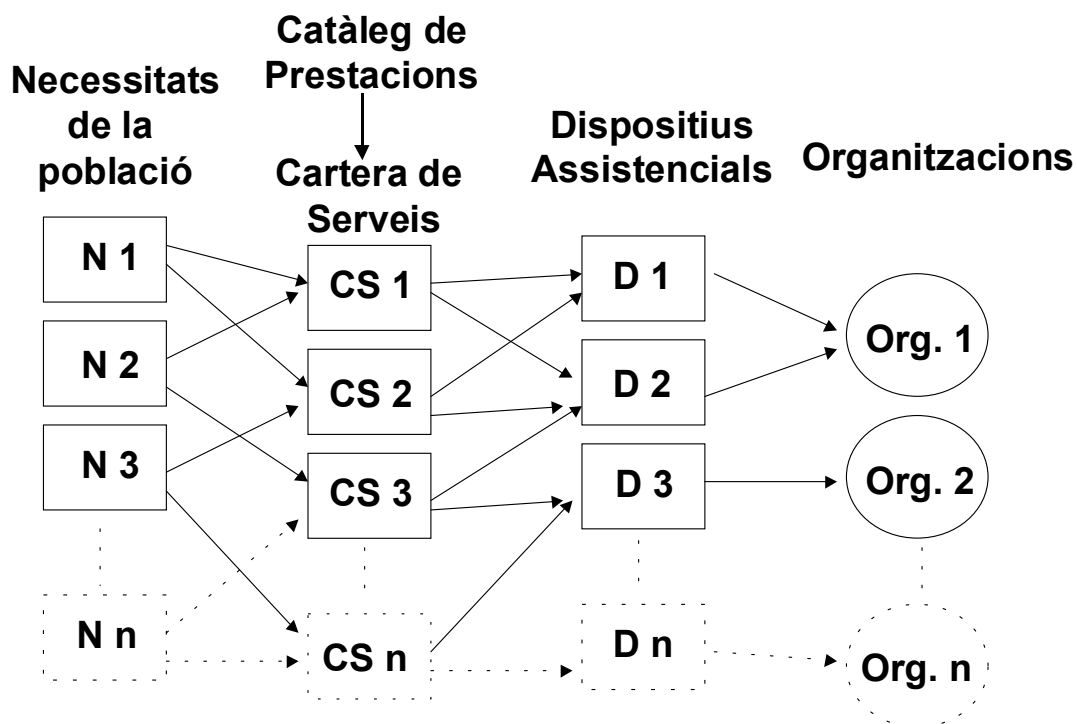 Necessitats
de la
població
Catàleg de
Prestacions
Cartera de
Serveis
Dispositius
Assistencials
Organitzacions
N 1
N 2
N 3
N n
CS 1
CS 2
CS 3
CS n
D 1
D 2
D 3
D n
Org. 1
Org. 2
Org. n